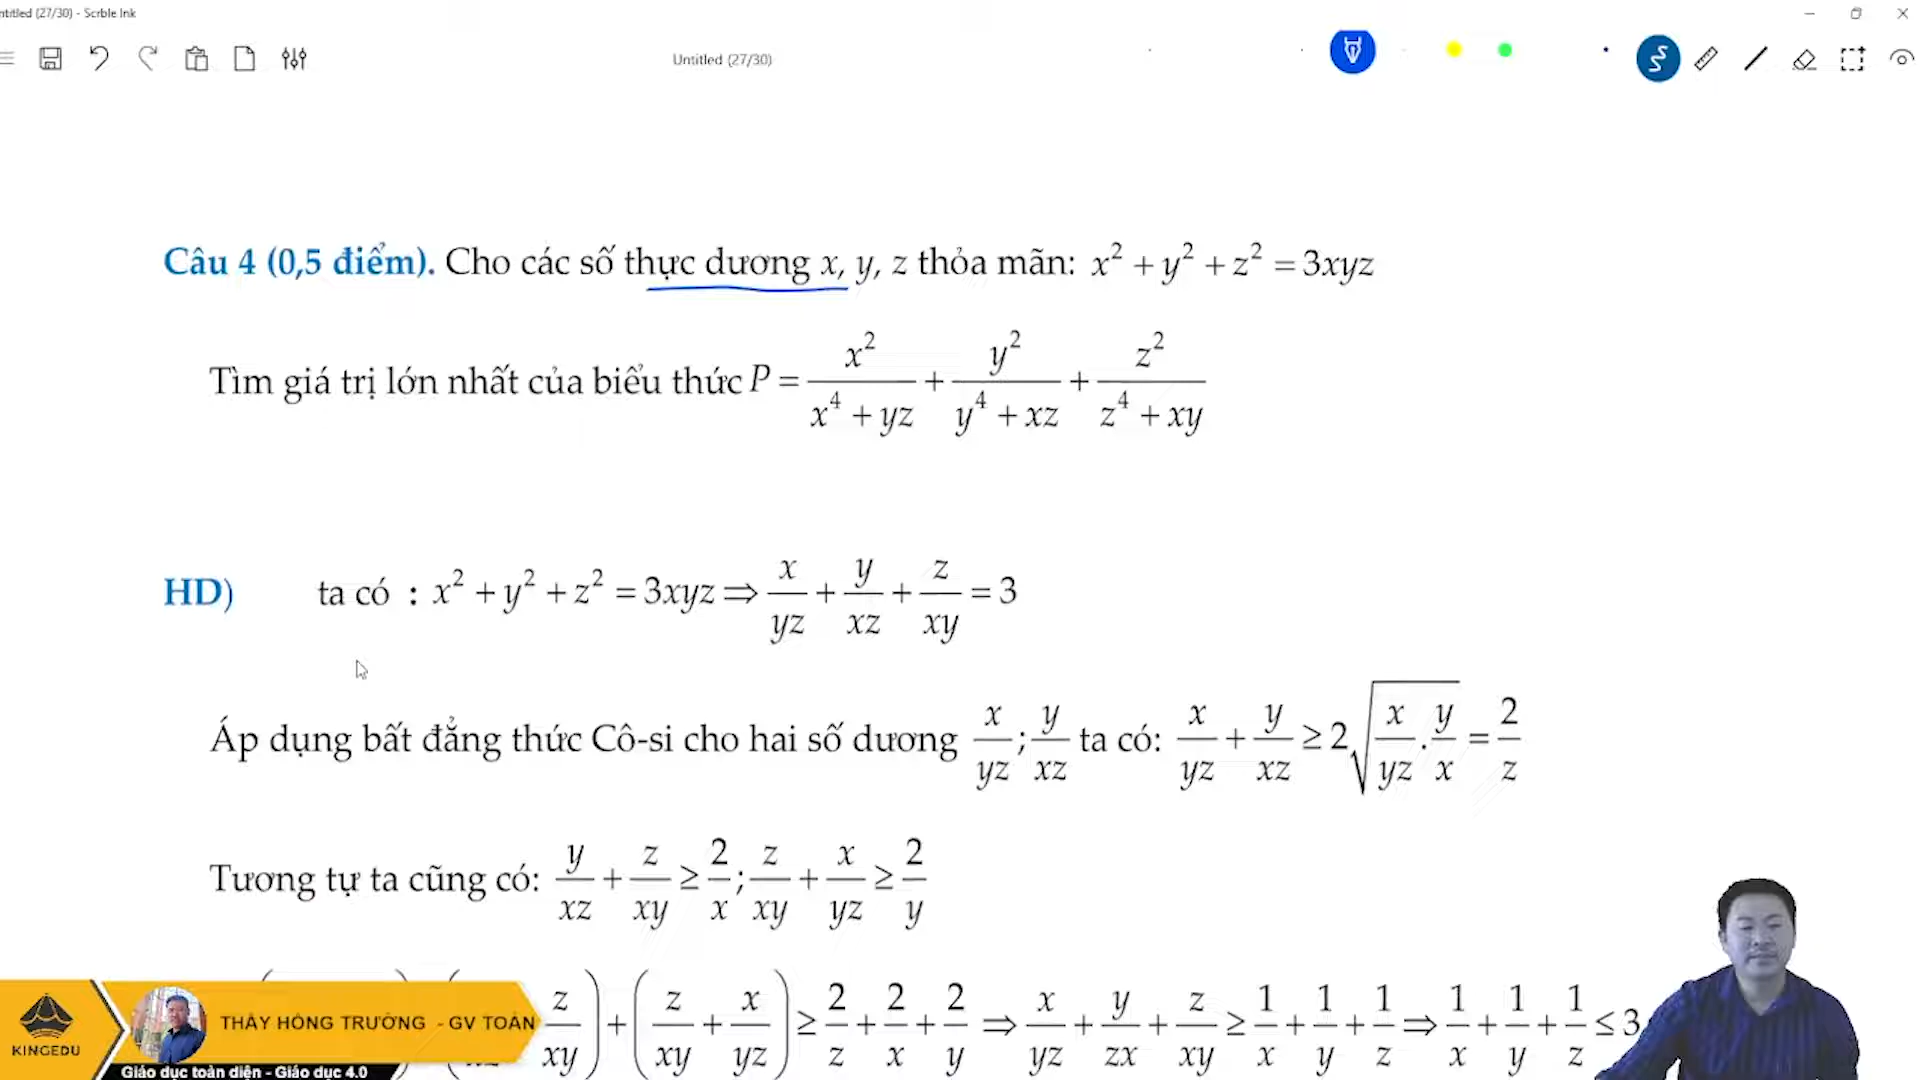 ntitled (27/30) - Scrble Ink
Untitled (27/30)
Câu 4 (0,5 điểm). Cho các số thực dương x, y, z thỏa mãn: x² + y² + z² = 3xyz
Tìm giá trị lớn nhất của biểu thức P = x²/(x⁴ + yz) + y²/(y⁴ + xz) + z²/(z⁴ + xy)
HD) ta có : x² + y² + z² = 3xyz ⇒ x/yz + y/xz + z/xy = 3
Áp dụng bất đẳng thức Cô-si cho hai số dương x/yz ; y/xz ta có: x/yz + y/xz ≥ 2√(x/yz . y/x) = 2/z
Tương tự ta cũng có: y/xz + z/xy ≥ 2/x ; z/xy + x/yz ≥ 2/y
z/xy) + (z/xy + x/yz) ≥ 2/z + 2/x + 2/y ⇒ x/yz + y/zx + z/xy ≥ 1/x + 1/y + 1/z ⇒ 1/x + 1/y + 1/z ≤ 3
KINGEDU
THẦY HỒNG TRƯỜNG - GV TOÁN
Giáo dục toàn diện - Giáo dục 4.0